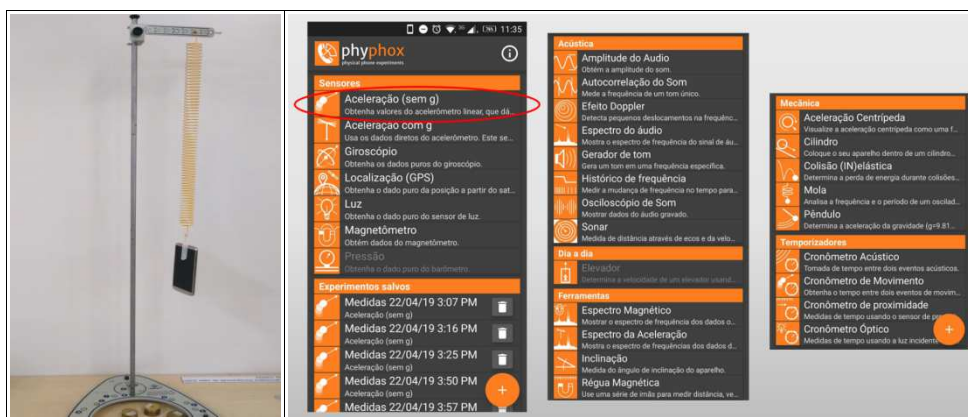 11:35
phyphox
physical phone experiments
Sensores
Aceleração (sem g)
Obtenha valores do acelerômetro linear, que dá...
Aceleraçao com g
Usa os dados diretos do acelerômetro. Este se...
Giroscópio
Obtenha os dados puros do giroscópio.
Localização (GPS)
Obtenha o dado puro da posição a partir do sat...
Luz
Obtenha o dado puro do sensor de luz.
Magnetômetro
Obtém dados do magnetômetro.
Pressão
Obtenha o dado puro do barômetro.
Experimentos salvos
Medidas 22/04/19 3:07 PM
Aceleração (sem g)
Medidas 22/04/19 3:16 PM
Aceleração (sem g)
Medidas 22/04/19 3:25 PM
Aceleração (sem g)
Medidas 22/04/19 3:50 PM
Aceleração (sem g)
Medidas 22/04/19 3:57 PM
Aceleração (sem g)
+
Acústica
Amplitude do Audio
Obtém a amplitude do som.
Autocorrelação do Som
Mede a frequência de um tom único.
Efeito Doppler
Detecta pequenos deslocamentos na frequênc...
Espectro do áudio
Mostra o espectro de frequência do sinal de áu...
Gerador de tom
Gera um tom em uma frequência específica.
Histórico de frequência
Medir a mudança de frequência no tempo para...
Osciloscópio de Som
Mostrar dados do áudio gravado.
Sonar
Medida de distância através de ecos e da velo...
Dia a dia
Elevador
Determina a velocidade de um elevador usand...
Ferramentas
Espectro Magnético
Mostrar o espectro de frequência dos dados o...
Espectro da Aceleração
Mostra o espectro de frequências dos dados d...
Inclinação
Medida do ângulo de inclinação do aparelho.
Régua Magnética
Use uma série de imãs para medir distância, ve...
Mecânica
Aceleração Centrípeda
Visualize a aceleração centrípeda como uma f...
Cilindro
Coloque o seu aparelho dentro de um cilindro...
Colisão (IN)elástica
Determina a perda de energia durante colisões...
Mola
Analisa a frequência e o período de um oscilad...
Pêndulo
Determina a aceleração da gravidade (g=9.81...
Temporizadores
Cronômetro Acústico
Tomada de tempo entre dois eventos acústicos.
Cronômetro de Movimento
Obtenha o tempo entre dois eventos de movim...
Cronômetro de proximidade
Medidas de tempo usando o sensor de
Cronômetro Óptico
Medidas de tempo usando a luz incident
+